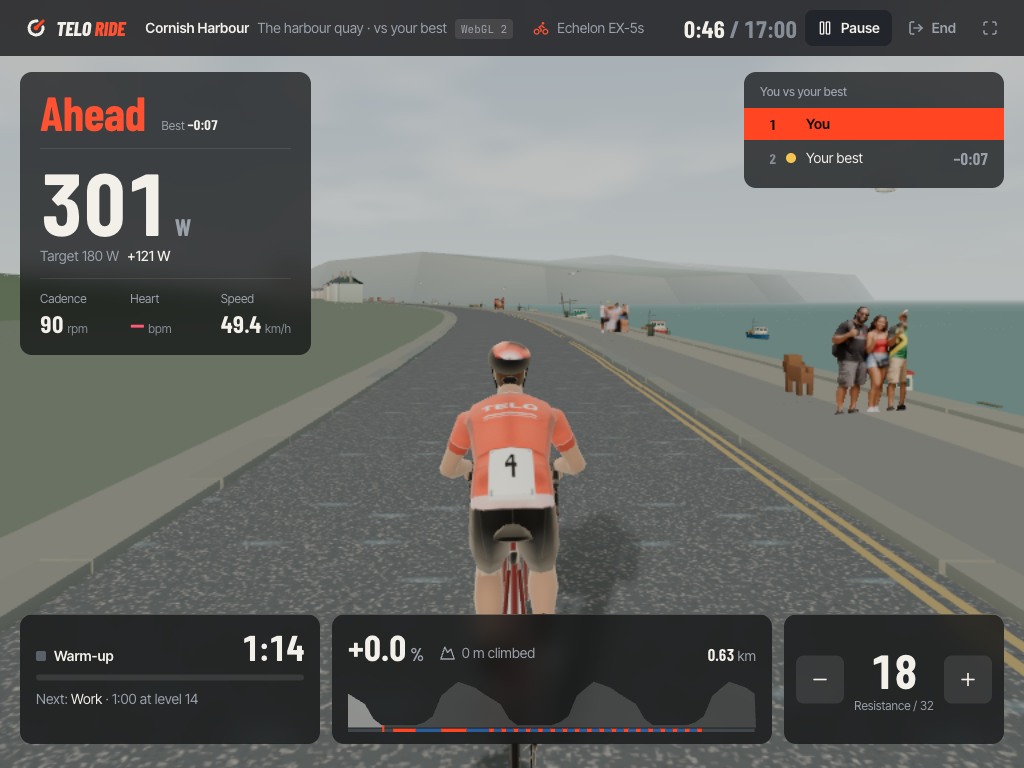 TELO RIDE
Cornish Harbour The harbour quay · vs your best WebGL 2 Echelon EX-5s 0:46 / 17:00 Pause End
Ahead Best −0:07
301 W
Target 180 W +121 W
Cadence Heart Speed
90 rpm – bpm 49.4 km/h
You vs your best
1 You
2 Your best −0:07
TELO
4
Warm-up 1:14
Next: Work · 1:00 at level 14
+0.0 % 0 m climbed 0.63 km
− 18 +
Resistance / 32